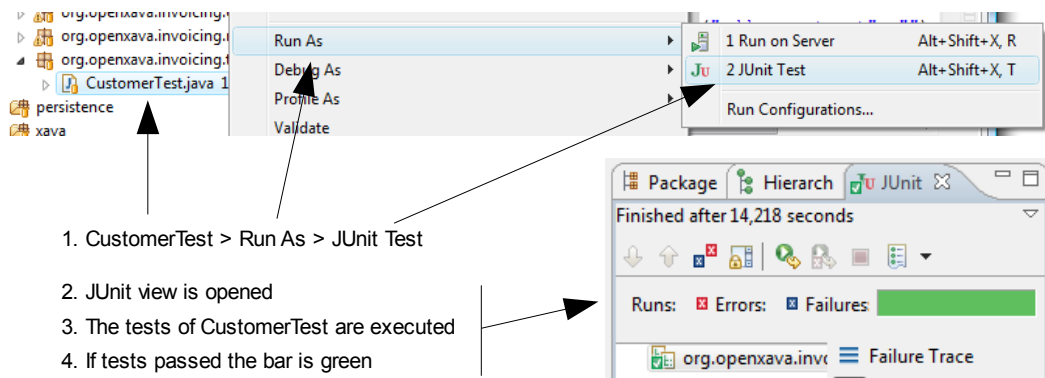 org.openxava.invoicing.
org.openxava.invoicing.
org.openxava.invoicing.
CustomerTest.java 1
persistence
xava
Run As
Debug As
Profile As
Validate
1 Run on Server Alt+Shift+X, R
2 JUnit Test Alt+Shift+X, T
Run Configurations...
1. CustomerTest > Run As > JUnit Test
2. JUnit view is opened
3. The tests of CustomerTest are executed
4. If tests passed the bar is green
Package Hierarch JUnit
Finished after 14,218 seconds
Runs: Errors: Failures:
org.openxava.invo Failure Trace